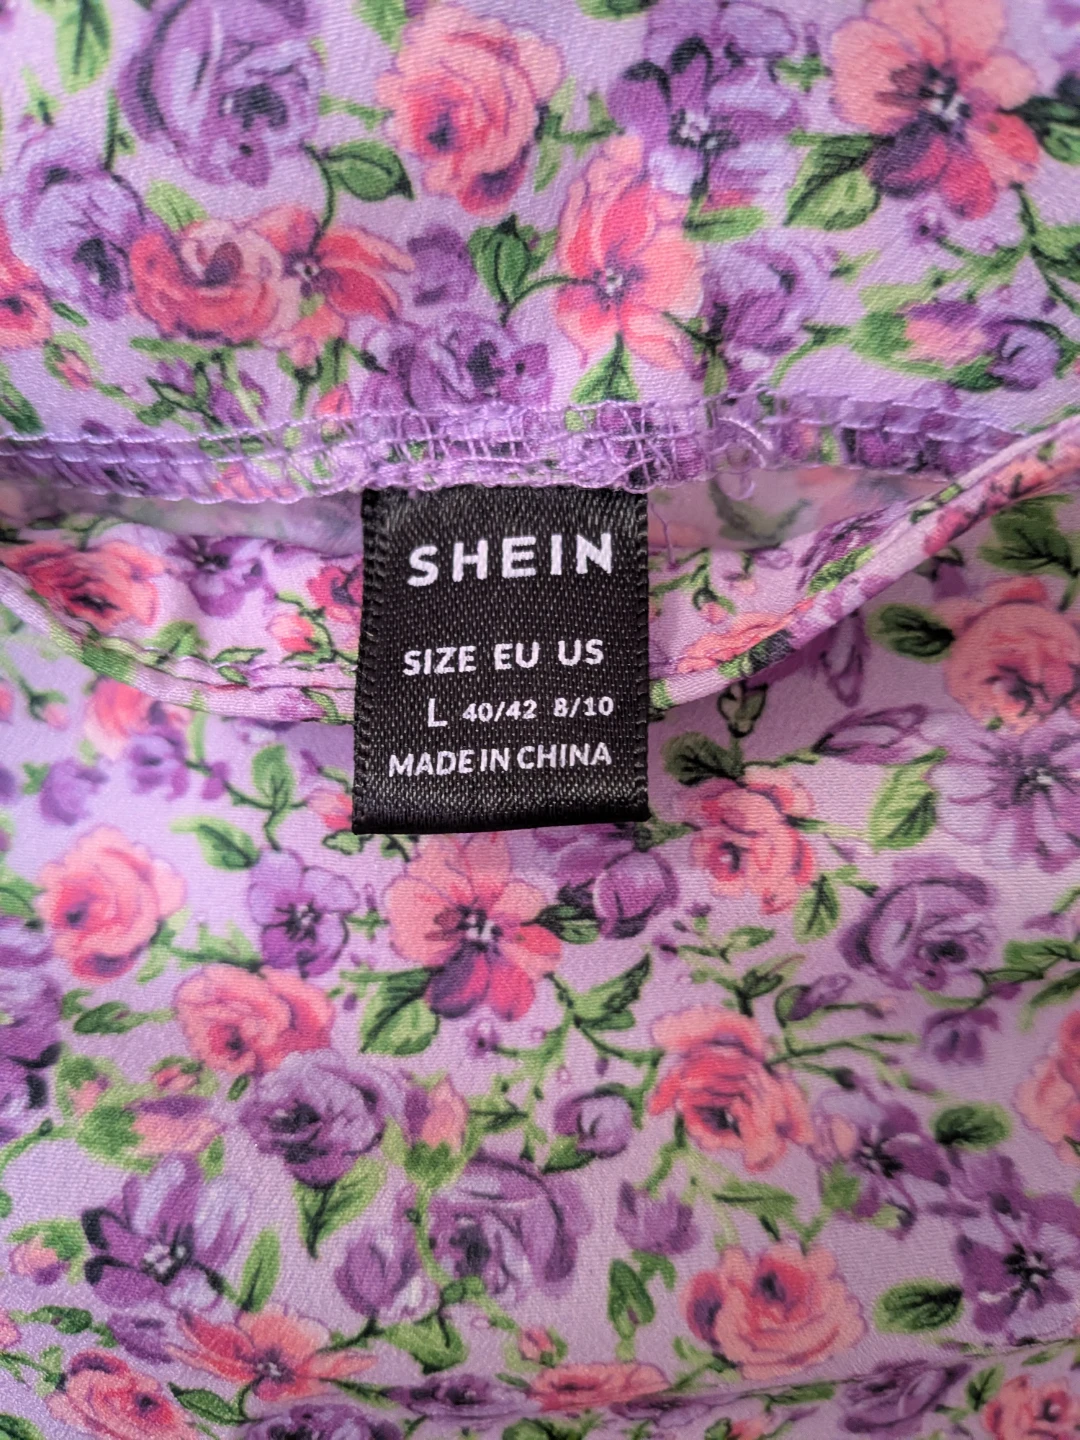 SHEIN
SIZE EU US
L 40/42 8/10
MADE IN CHINA